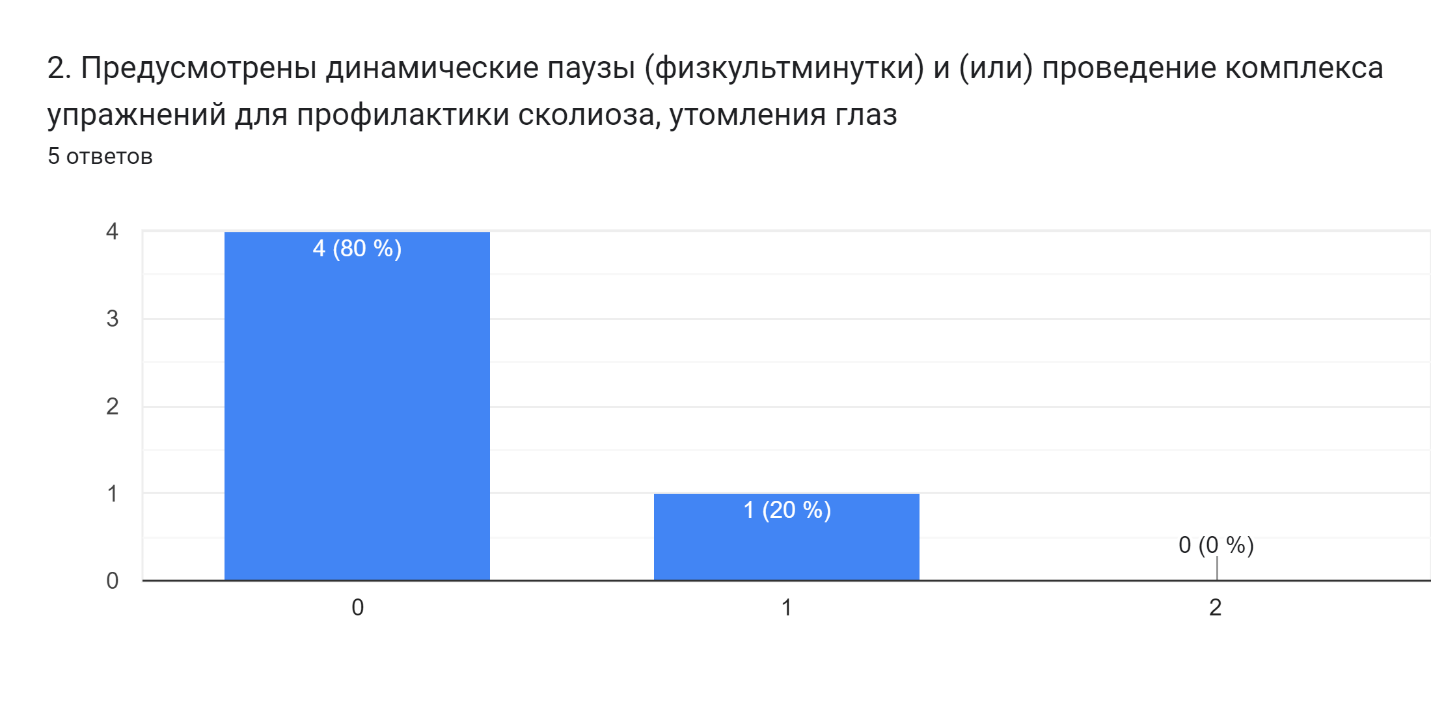 2. Предусмотрены динамические паузы (физкультминутки) и (или) проведение комплекса
упражнений для профилактики сколиоза, утомления глаз
5 ответов
4
4 (80 %)
3
2
1
1 (20 %)
0 (0 %)
0
0
1
2